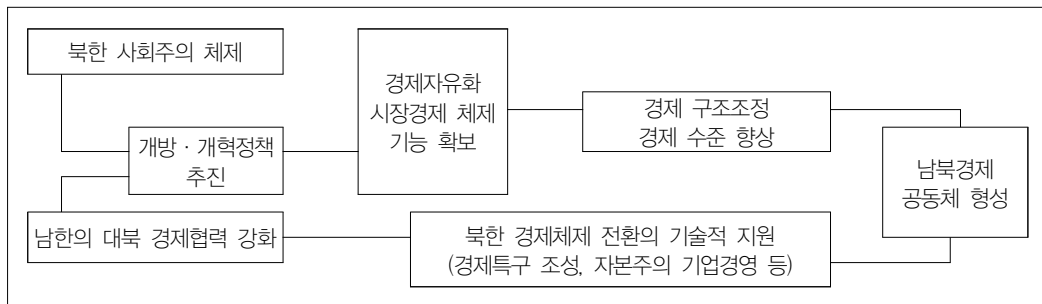 북한 사회주의 체제
개방 · 개혁정책
추진
남한의 대북 경제협력 강화
경제자유화
시장경제 체제
기능 확보
경제 구조조정
경제 수준 향상
북한 경제체제 전환의 기술적 지원
(경제특구 조성, 자본주의 기업경영 등)
남북경제
공동체 형성